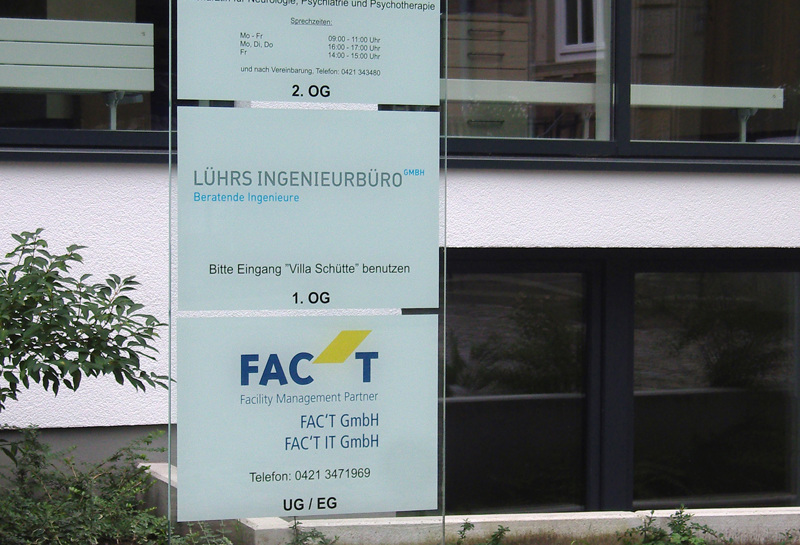 für Neurologie, Psychiatrie und Psychotherapie
Sprechzeiten:
Mo - Fr 09.00 - 11:00 Uhr
Mo, Di, Do 16:00 - 17:00 Uhr
Fr 14:00 - 15:00 Uhr
und nach Vereinbarung, Telefon: 0421 343480
2. OG
LÜHRS INGENIEURBÜRO GMBH
Beratende Ingenieure
Bitte Eingang "Villa Schütte" benutzen
1. OG
FAC'T
Facility Management Partner
FAC'T GmbH
FAC'T IT GmbH
Telefon: 0421 3471969
UG / EG